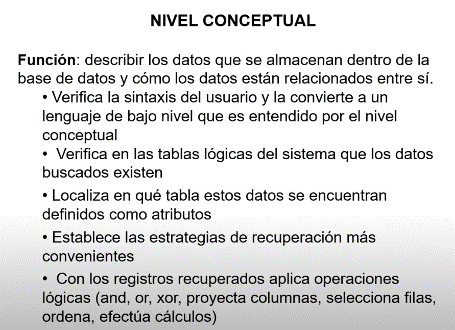 NIVEL CONCEPTUAL
Función: describir los datos que se almacenan dentro de la
base de datos y cómo los datos están relacionados entre sí.
• Verifica la sintaxis del usuario y la convierte a un
lenguaje de bajo nivel que es entendido por el nivel
conceptual
• Verifica en las tablas lógicas del sistema que los datos
buscados existen
• Localiza en qué tabla estos datos se encuentran
definidos como atributos
• Establece las estrategias de recuperación más
convenientes
• Con los registros recuperados aplica operaciones
lógicas (and, or, xor, proyecta columnas, selecciona filas,
ordena, efectúa cálculos)